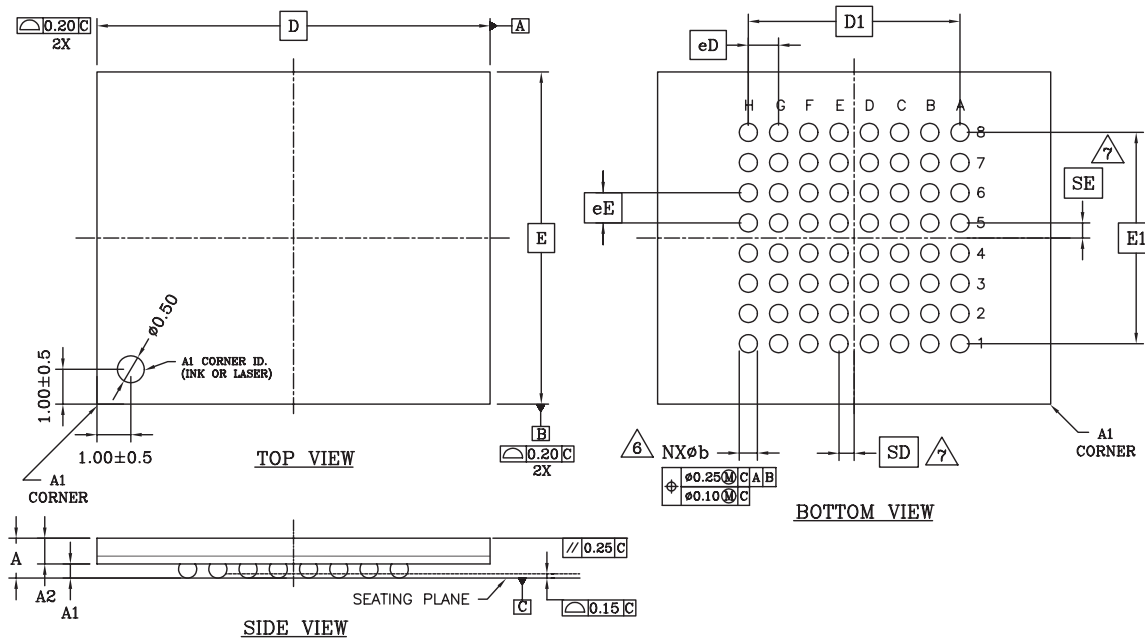 ⌓ 0.20 C
2X
D
A
E
ø0.50
A1 CORNER ID.
(INK OR LASER)
1.00±0.5
1.00±0.5
A1
CORNER
TOP VIEW
B
⌓ 0.20 C
2X
D1
eD
H G F E D C B A
8
7
6
5
4
3
2
1
7
SE
eE
E1
6 NXøb
⌖ ø0.25Ⓜ C A B
ø0.10Ⓜ C
SD 7
A1
CORNER
BOTTOM VIEW
A
A2
A1
// 0.25 C
SEATING PLANE
C
⌓ 0.15 C
SIDE VIEW